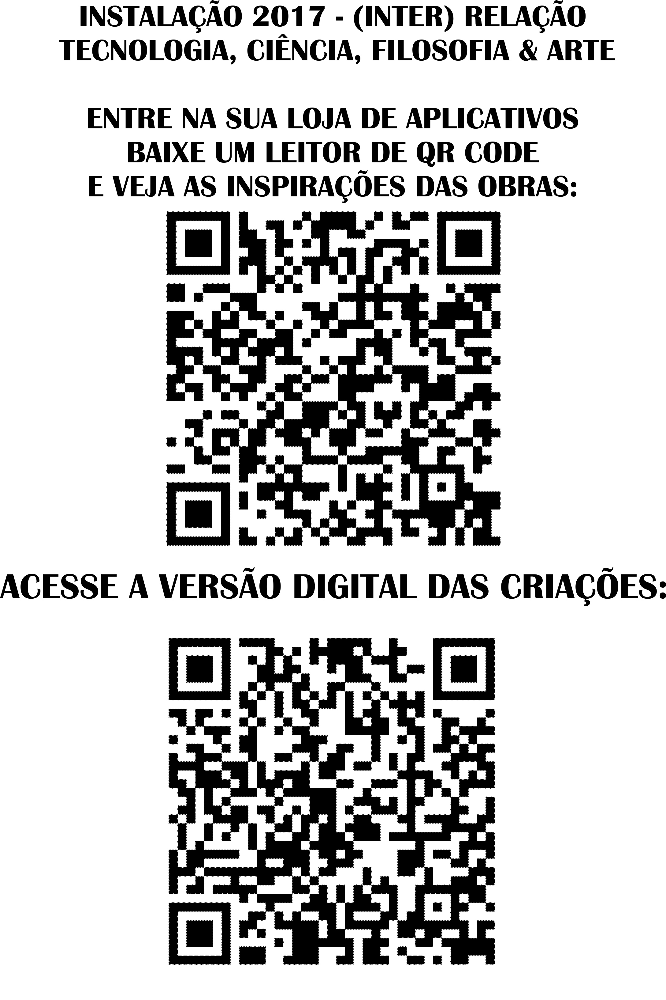 INSTALAÇÃO 2017 - (INTER) RELAÇÃO
TECNOLOGIA, CIÊNCIA, FILOSOFIA & ARTE
ENTRE NA SUA LOJA DE APLICATIVOS
BAIXE UM LEITOR DE QR CODE
E VEJA AS INSPIRAÇÕES DAS OBRAS:
ACESSE A VERSÃO DIGITAL DAS CRIAÇÕES: